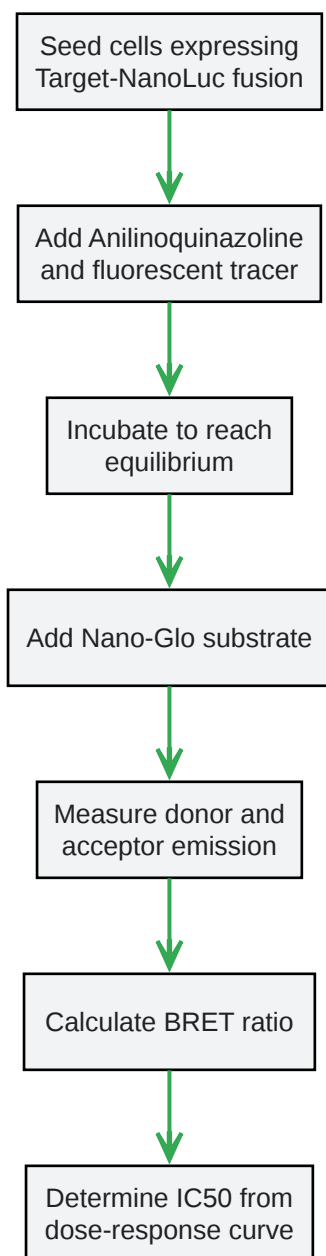 Seed cells expressing
Target-NanoLuc fusion
Add Anilinoquinazoline
and fluorescent tracer
Incubate to reach
equilibrium
Add Nano-Glo substrate
Measure donor and
acceptor emission
Calculate BRET ratio
Determine IC50 from
dose-response curve